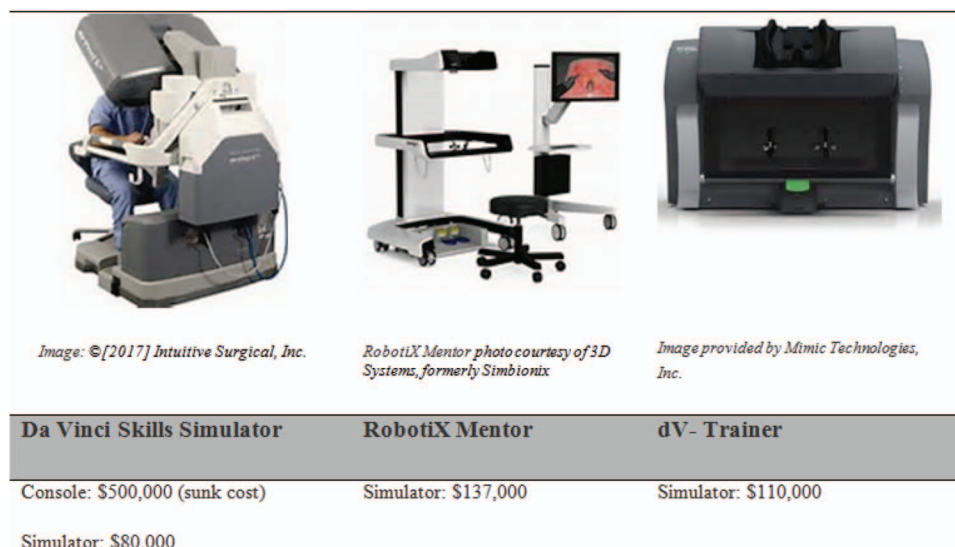 Image: ©[2017] Intuitive Surgical, Inc.
RobotiX Mentor photo courtesy of 3D
Systems, formerly Simbionix
Image provided by Mimic Technologies,
Inc.
Da Vinci Skills Simulator
RobotiX Mentor
dV- Trainer
Console: $500,000 (sunk cost)
Simulator: $137,000
Simulator: $110,000
Simulator: $80,000